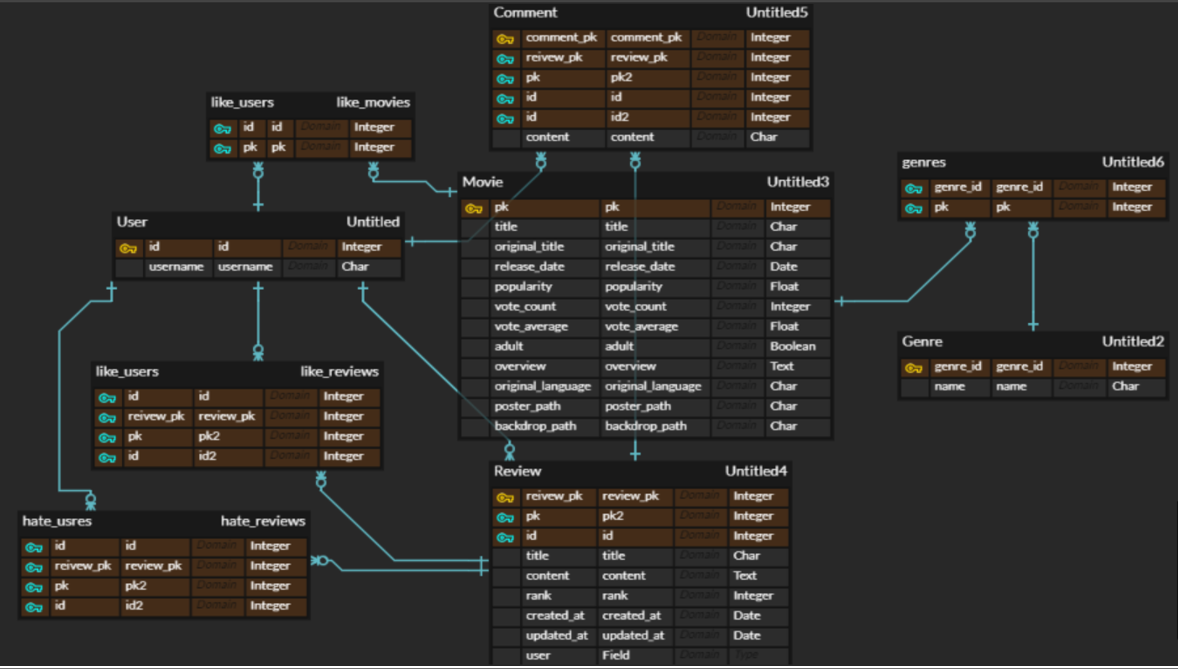 Comment Untitled5
comment_pk comment_pk Domain Integer
reivew_pk review_pk Domain Integer
pk pk2 Domain Integer
id id Domain Integer
id id2 Domain Integer
content content Domain Char
like_users like_movies
id id Domain Integer
pk pk Domain Integer
genres Untitled6
genre_id genre_id Domain Integer
pk pk Domain Integer
Movie Untitled3
pk pk Domain Integer
title title Domain Char
original_title original_title Domain Char
release_date release_date Domain Date
popularity popularity Domain Float
vote_count vote_count Domain Integer
vote_average vote_average Domain Float
adult adult Domain Boolean
overview overview Domain Text
original_language original_language Domain Char
poster_path poster_path Domain Char
backdrop_path backdrop_path Domain Char
User Untitled
id id Domain Integer
username username Domain Char
Genre Untitled2
genre_id genre_id Domain Integer
name name Domain Char
like_users like_reviews
id id Domain Integer
reivew_pk review_pk Domain Integer
pk pk2 Domain Integer
id id2 Domain Integer
Review Untitled4
reivew_pk review_pk Domain Integer
pk pk2 Domain Integer
id id Domain Integer
title title Domain Char
content content Domain Text
rank rank Domain Integer
created_at created_at Domain Date
updated_at updated_at Domain Date
user Field Domain Type
hate_usres hate_reviews
id id Domain Integer
reivew_pk review_pk Domain Integer
pk pk2 Domain Integer
id id2 Domain Integer